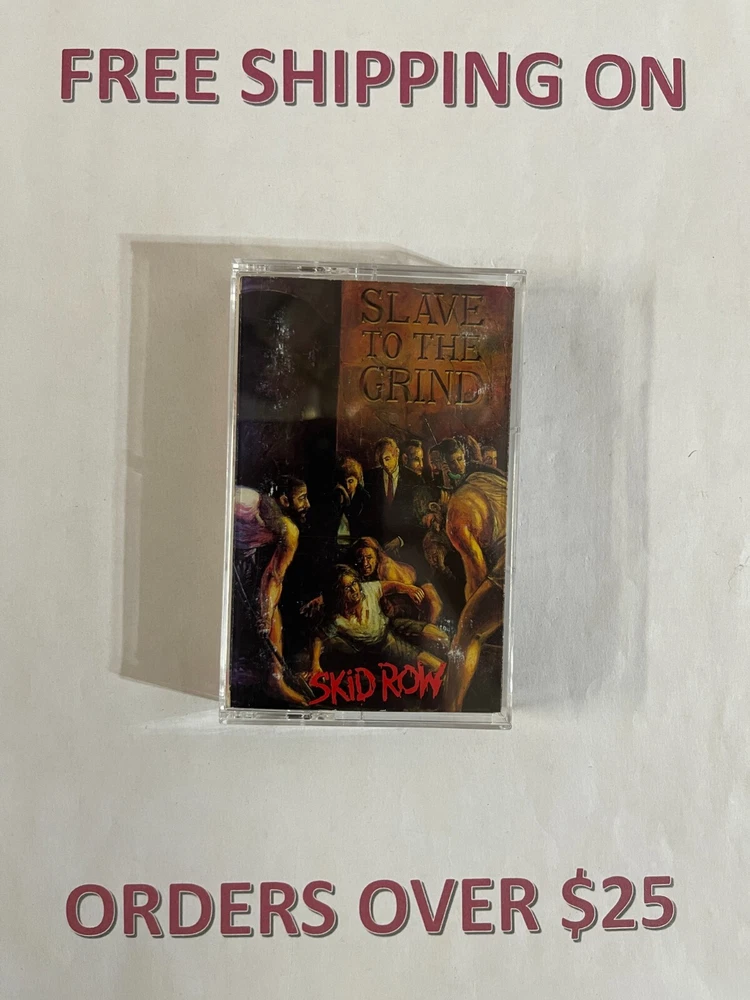 FREE SHIPPING ON
SLAVE
TO THE
GRIND
SKiD ROW
ORDERS OVER $25